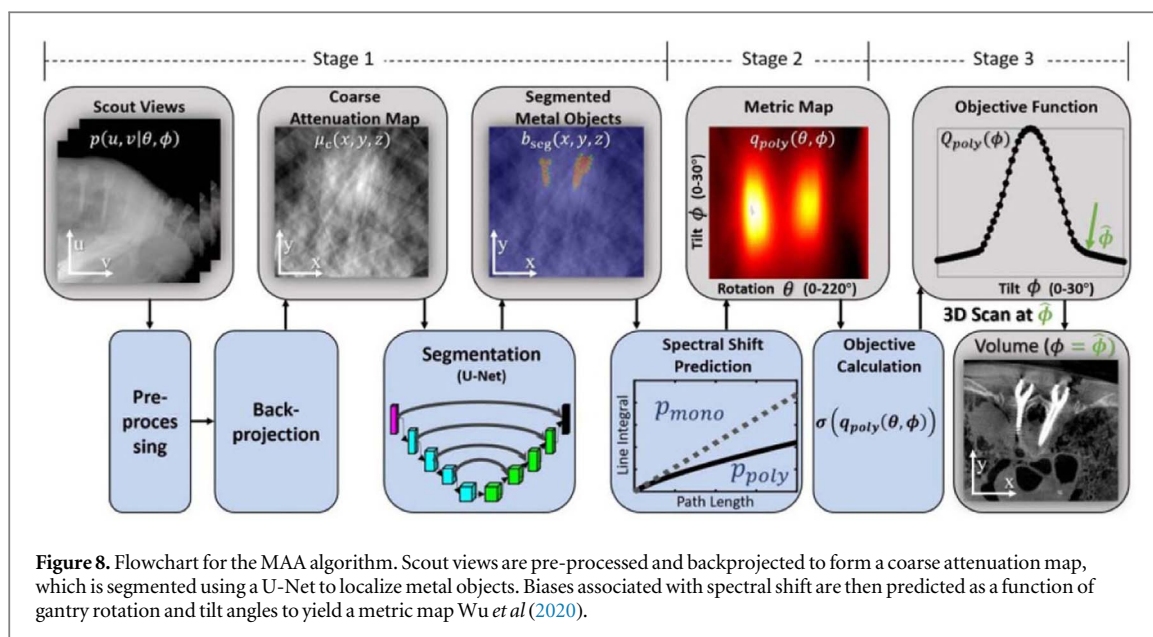 Stage 1
Stage 2
Stage 3
Scout Views
p(u, v|θ, ϕ)
u
v
Coarse
Attenuation Map
μc(x, y, z)
y
x
Segmented
Metal Objects
bseg(x, y, z)
y
x
Metric Map
qpoly(θ, ϕ)
Tilt ϕ (0-30°)
Rotation θ (0-220°)
Objective Function
Qpoly(ϕ)
ϕ̂
Tilt ϕ (0-30°)
3D Scan at ϕ̂
Pre-
proces
sing
Back-
projection
Segmentation
(U-Net)
Spectral Shift
Prediction
Line Integral
pmono
ppoly
Path Length
Objective
Calculation
σ(qpoly(θ, ϕ))
Volume (ϕ = ϕ̂)
y
x
Figure 8. Flowchart for the MAA algorithm. Scout views are pre-processed and backprojected to form a coarse attenuation map,
which is segmented using a U-Net to localize metal objects. Biases associated with spectral shift are then predicted as a function of
gantry rotation and tilt angles to yield a metric map Wu et al (2020).